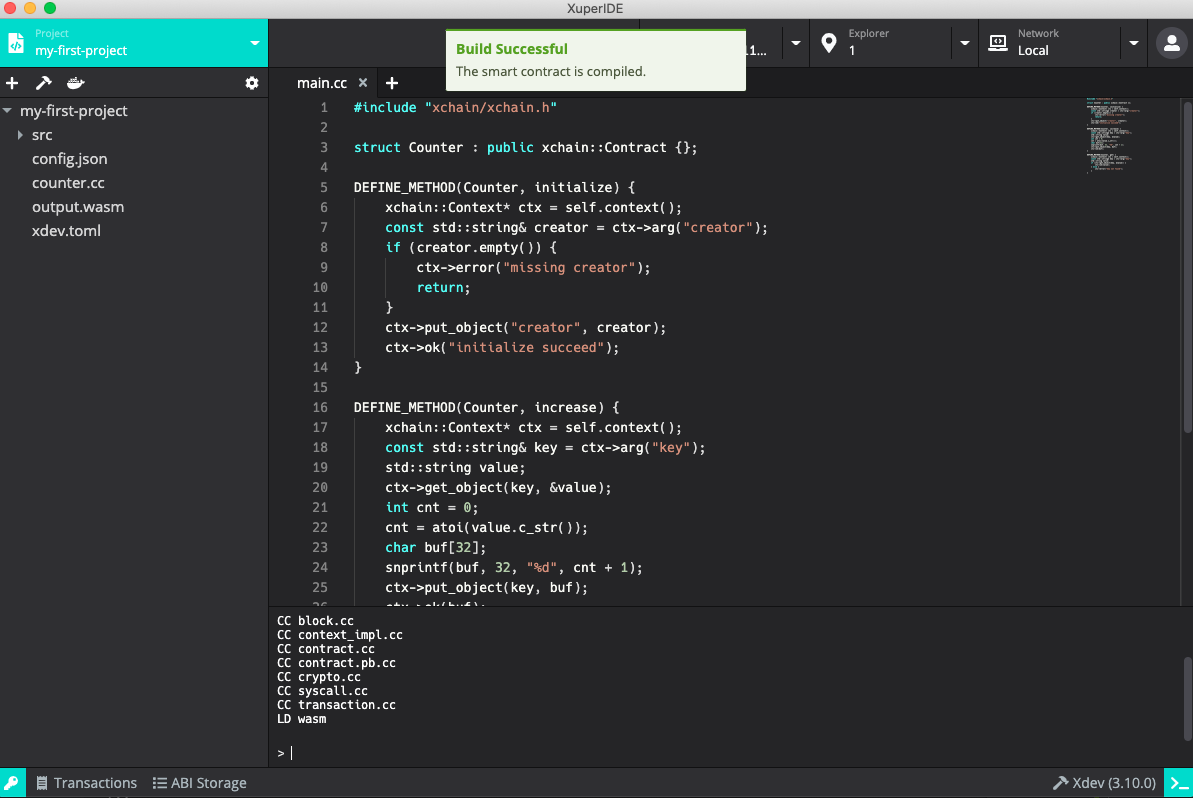 XuperIDE
Project
my-first-project
Build Successful
The smart contract is compiled.
Explorer
1
Network
Local
main.cc
my-first-project
src
config.json
counter.cc
output.wasm
xdev.toml
1 #include "xchain/xchain.h"
2
3 struct Counter : public xchain::Contract {};
4
5 DEFINE_METHOD(Counter, initialize) {
6     xchain::Context* ctx = self.context();
7     const std::string& creator = ctx->arg("creator");
8     if (creator.empty()) {
9         ctx->error("missing creator");
10         return;
11     }
12     ctx->put_object("creator", creator);
13     ctx->ok("initialize succeed");
14 }
15
16 DEFINE_METHOD(Counter, increase) {
17     xchain::Context* ctx = self.context();
18     const std::string& key = ctx->arg("key");
19     std::string value;
20     ctx->get_object(key, &value);
21     int cnt = 0;
22     cnt = atoi(value.c_str());
23     char buf[32];
24     snprintf(buf, 32, "%d", cnt + 1);
25     ctx->put_object(key, buf);
26     ctx->ok(buf);
CC block.cc
CC context_impl.cc
CC contract.cc
CC contract.pb.cc
CC crypto.cc
CC syscall.cc
CC transaction.cc
LD wasm
>
Transactions
ABI Storage
Xdev (3.10.0)